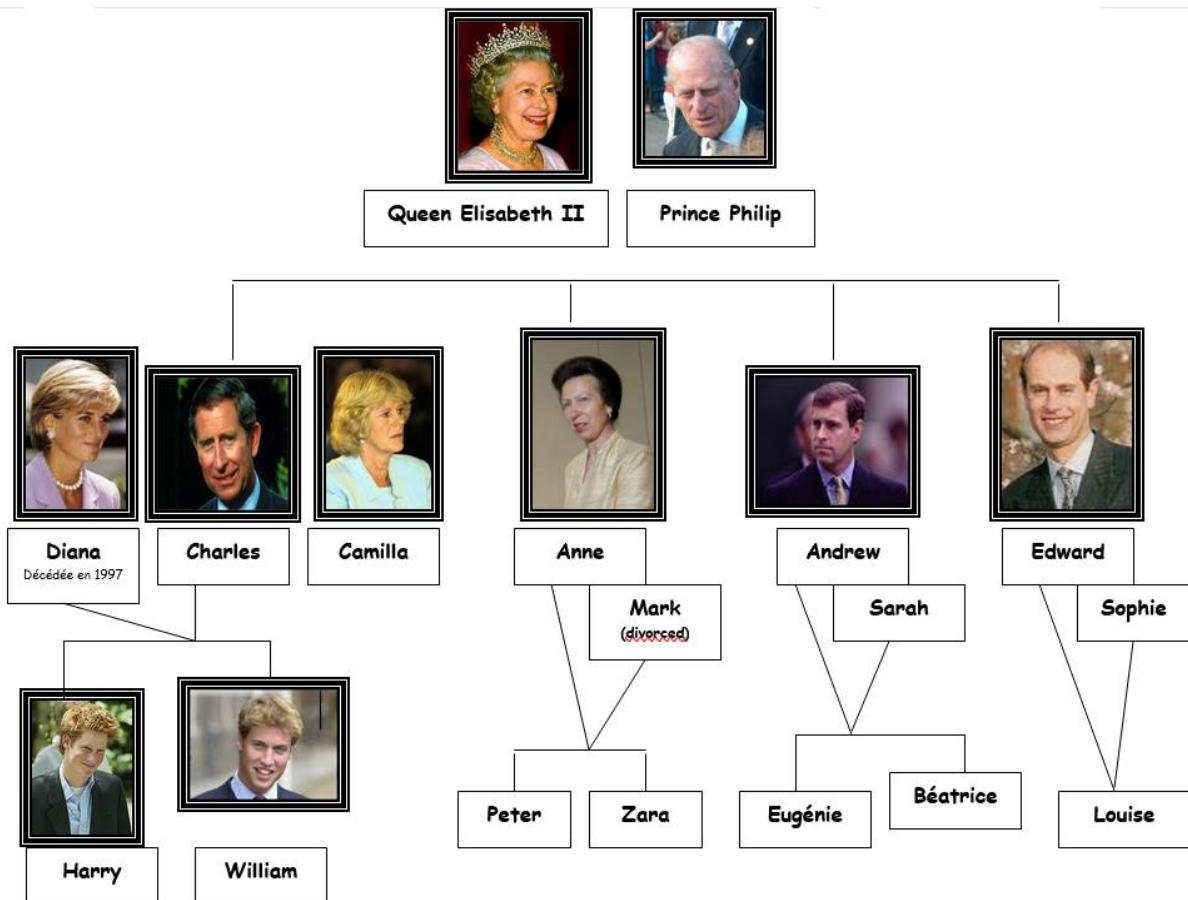 Queen Elisabeth II
Prince Philip
Diana
Décédée en 1997
Charles
Camilla
Anne
Mark
(divorced)
Andrew
Sarah
Edward
Sophie
Harry
William
Peter
Zara
Eugénie
Béatrice
Louise